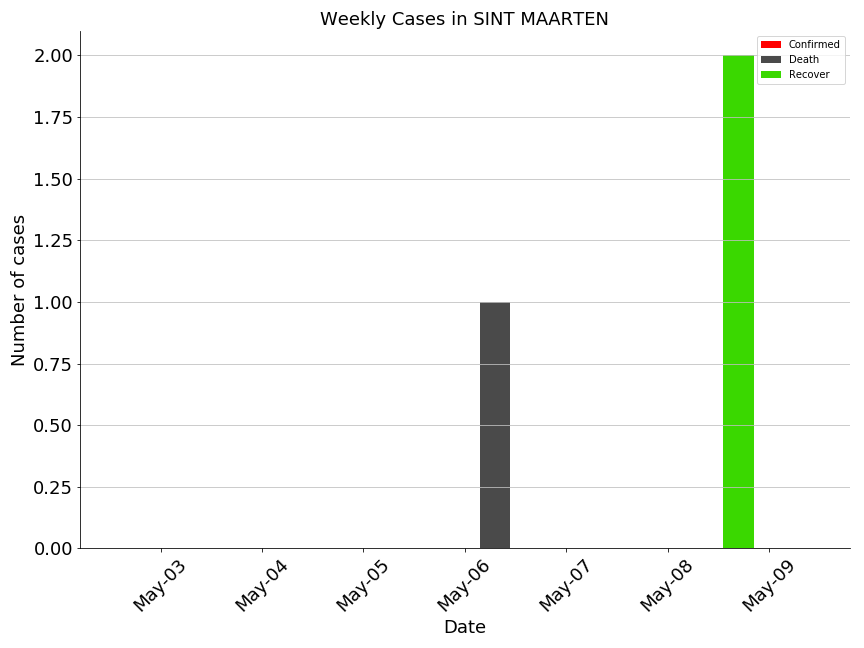 Weekly Cases in SINT MAARTEN
Confirmed
Death
Recover
Number of cases
2.00
1.75
1.50
1.25
1.00
0.75
0.50
0.25
0.00
May-03
May-04
May-05
May-06
May-07
May-08
May-09
Date